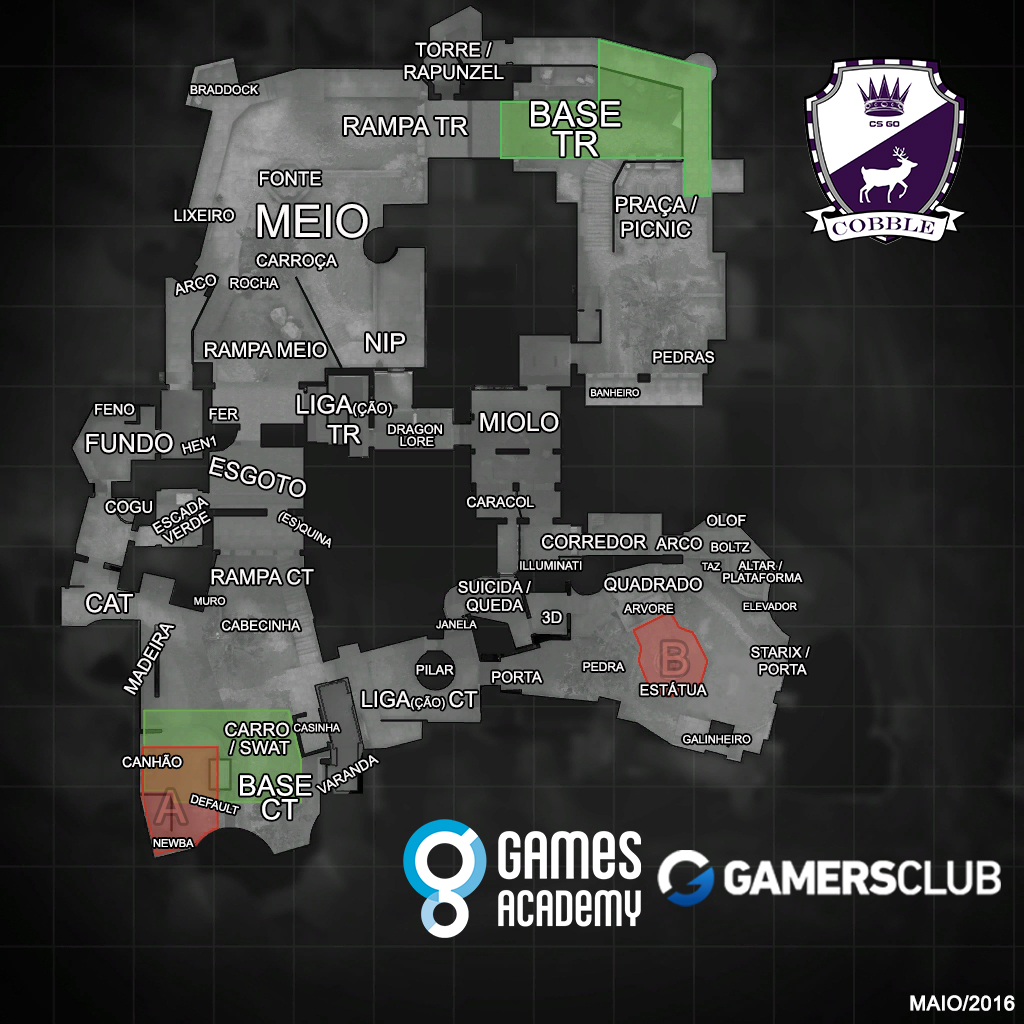 TORRE /
RAPUNZEL
BRADDOCK
RAMPA TR
BASE
TR
CS GO
COBBLE
FONTE
LIXEIRO
MEIO
PRAÇA /
PICNIC
CARROÇA
ARCO
ROCHA
RAMPA MEIO
NIP
PEDRAS
BANHEIRO
FENO
FER
LIGA(ÇÃO)
TR
DRAGON
LORE
MIOLO
FUNDO
HEN1
ESGOTO
COGU
ESCADA
VERDE
(ES)QUINA
CARACOL
CORREDOR
ARCO
OLOF
BOLTZ
ILLUMINATI
TAZ
ALTAR /
PLATAFORMA
RAMPA CT
CAT
MURO
CABECINHA
SUICIDA /
QUEDA
QUADRADO
ARVORE
ELEVADOR
3D
JANELA
MADEIRA
PILAR
PORTA
PEDRA
B
ESTÁTUA
STARIX /
PORTA
LIGA(ÇÃO) CT
CARRO
/ SWAT
CASINHA
GALINHEIRO
CANHÃO
BASE
CT
VARANDA
A
DEFAULT
NEWBA
GAMES
ACADEMY
GAMERSCLUB
MAIO/2016